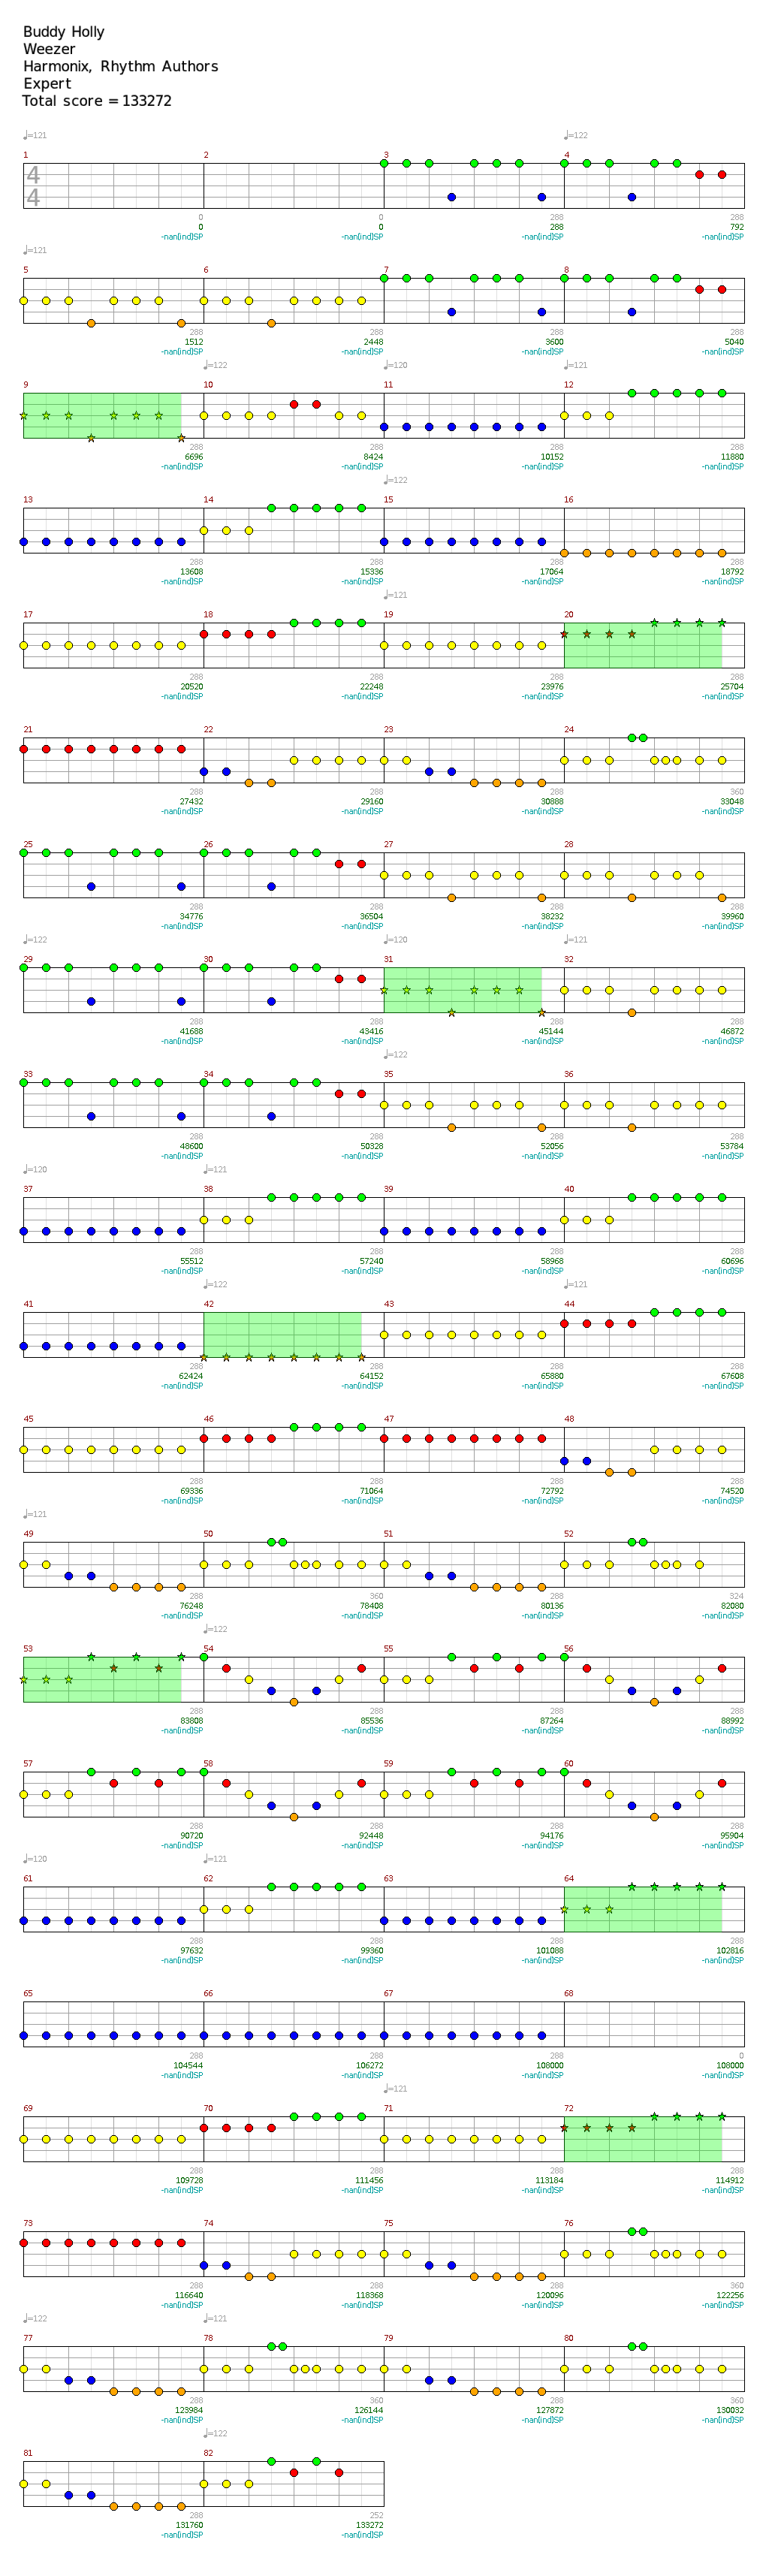 Buddy Holly
Weezer
Harmonix, Rhythm Authors
Expert
Total score = 133272
♩=121 ♩=122
1 2 3 4
4
4
0 0 288 288
0 0 288 792
-nan(ind)SP -nan(ind)SP -nan(ind)SP -nan(ind)SP
♩=121
5 6 7 8
288 288 288 288
1512 2448 3600 5040
-nan(ind)SP -nan(ind)SP -nan(ind)SP -nan(ind)SP
♩=122 ♩=120 ♩=121
9 10 11 12
288 288 288 288
6696 8424 10152 11880
-nan(ind)SP -nan(ind)SP -nan(ind)SP -nan(ind)SP
♩=122
13 14 15 16
288 288 288 288
13608 15336 17064 18792
-nan(ind)SP -nan(ind)SP -nan(ind)SP -nan(ind)SP
♩=121
17 18 19 20
288 288 288 288
20520 22248 23976 25704
-nan(ind)SP -nan(ind)SP -nan(ind)SP -nan(ind)SP
21 22 23 24
288 288 288 360
27432 29160 30888 33048
-nan(ind)SP -nan(ind)SP -nan(ind)SP -nan(ind)SP
25 26 27 28
288 288 288 288
34776 36504 38232 39960
-nan(ind)SP -nan(ind)SP -nan(ind)SP -nan(ind)SP
♩=122 ♩=120 ♩=121
29 30 31 32
288 288 288 288
41688 43416 45144 46872
-nan(ind)SP -nan(ind)SP -nan(ind)SP -nan(ind)SP
♩=122
33 34 35 36
288 288 288 288
48600 50328 52056 53784
-nan(ind)SP -nan(ind)SP -nan(ind)SP -nan(ind)SP
♩=120 ♩=121
37 38 39 40
288 288 288 288
55512 57240 58968 60696
-nan(ind)SP -nan(ind)SP -nan(ind)SP -nan(ind)SP
♩=122 ♩=121
41 42 43 44
288 288 288 288
62424 64152 65880 67608
-nan(ind)SP -nan(ind)SP -nan(ind)SP -nan(ind)SP
45 46 47 48
288 288 288 288
69336 71064 72792 74520
-nan(ind)SP -nan(ind)SP -nan(ind)SP -nan(ind)SP
♩=121
49 50 51 52
288 360 288 324
76248 78408 80136 82080
-nan(ind)SP -nan(ind)SP -nan(ind)SP -nan(ind)SP
♩=122
53 54 55 56
288 288 288 288
83808 85536 87264 88992
-nan(ind)SP -nan(ind)SP -nan(ind)SP -nan(ind)SP
57 58 59 60
288 288 288 288
90720 92448 94176 95904
-nan(ind)SP -nan(ind)SP -nan(ind)SP -nan(ind)SP
♩=120 ♩=121
61 62 63 64
288 288 288 288
97632 99360 101088 102816
-nan(ind)SP -nan(ind)SP -nan(ind)SP -nan(ind)SP
65 66 67 68
288 288 288 0
104544 106272 108000 108000
-nan(ind)SP -nan(ind)SP -nan(ind)SP -nan(ind)SP
♩=121
69 70 71 72
288 288 288 288
109728 111456 113184 114912
-nan(ind)SP -nan(ind)SP -nan(ind)SP -nan(ind)SP
73 74 75 76
288 288 288 360
116640 118368 120096 122256
-nan(ind)SP -nan(ind)SP -nan(ind)SP -nan(ind)SP
♩=122 ♩=121
77 78 79 80
288 360 288 360
123984 126144 127872 130032
-nan(ind)SP -nan(ind)SP -nan(ind)SP -nan(ind)SP
♩=122
81 82
288 252
131760 133272
-nan(ind)SP -nan(ind)SP